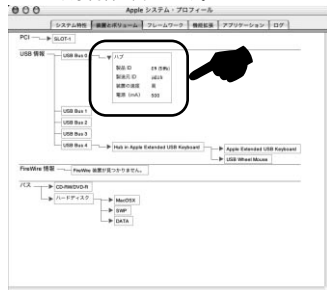 Apple システム・プロフィール
システム特性 装置とボリューム フレームワーク 機能拡張 アプリケーション ログ
PCI
SLOT-1
USB 情報
USB Bus 0
ハブ
製品 ID
製造元 ID
装置の速度 高
電源 (mA) 500
USB Bus 1
USB Bus 2
USB Bus 3
USB Bus 4
Hub in Apple Extended USB Keyboard
Apple Extended USB Keyboard
USB Wheel Mouse
FireWire 情報
FireWire 装置が見つかりません。
バス
CD-RW/DVD-R
ハードディスク
MacOSX
SWP
DATA